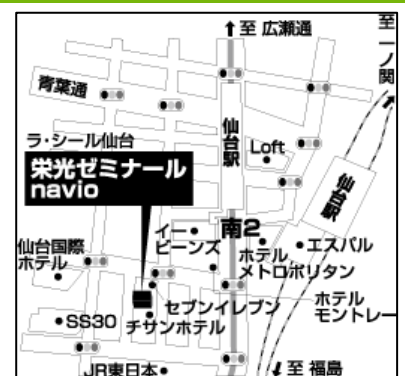 ↑至 広瀬通
至一ノ関
青葉通
ラ・シール仙台
栄光ゼミナール
navio
仙台駅
Loft
仙台駅
南2
イー
ビーンズ
ホテル
メトロポリタン
エスパル
仙台国際
ホテル
セブンイレブン
ホテル
モントレー
SS30
チサンホテル
JR東日本
↓至 福島